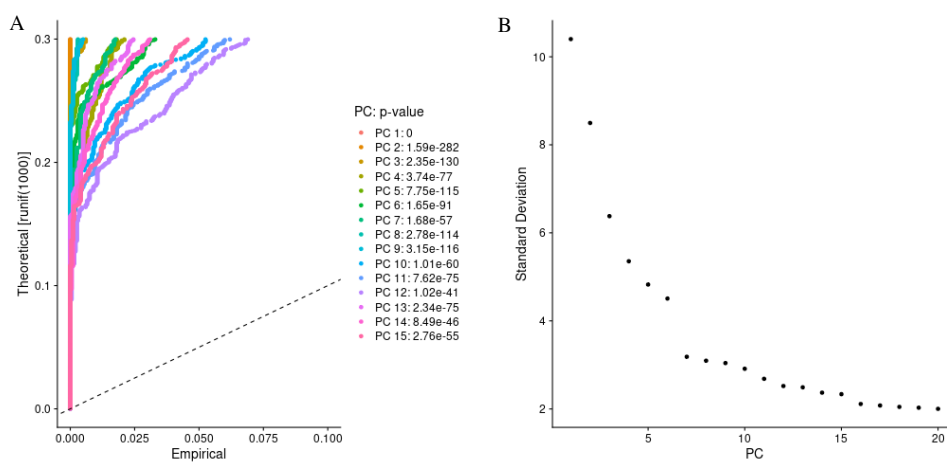 A
0.3
0.2
0.1
0.0
Theoretical [runif(1000)]
0.000
0.025
0.050
0.075
0.100
Empirical
PC: p-value
PC 1: 0
PC 2: 1.59e-282
PC 3: 2.35e-130
PC 4: 3.74e-77
PC 5: 7.75e-115
PC 6: 1.65e-91
PC 7: 1.68e-57
PC 8: 2.78e-114
PC 9: 3.15e-116
PC 10: 1.01e-60
PC 11: 7.62e-75
PC 12: 1.02e-41
PC 13: 2.34e-75
PC 14: 8.49e-46
PC 15: 2.76e-55
B
10
8
6
4
2
Standard Deviation
5
10
15
20
PC